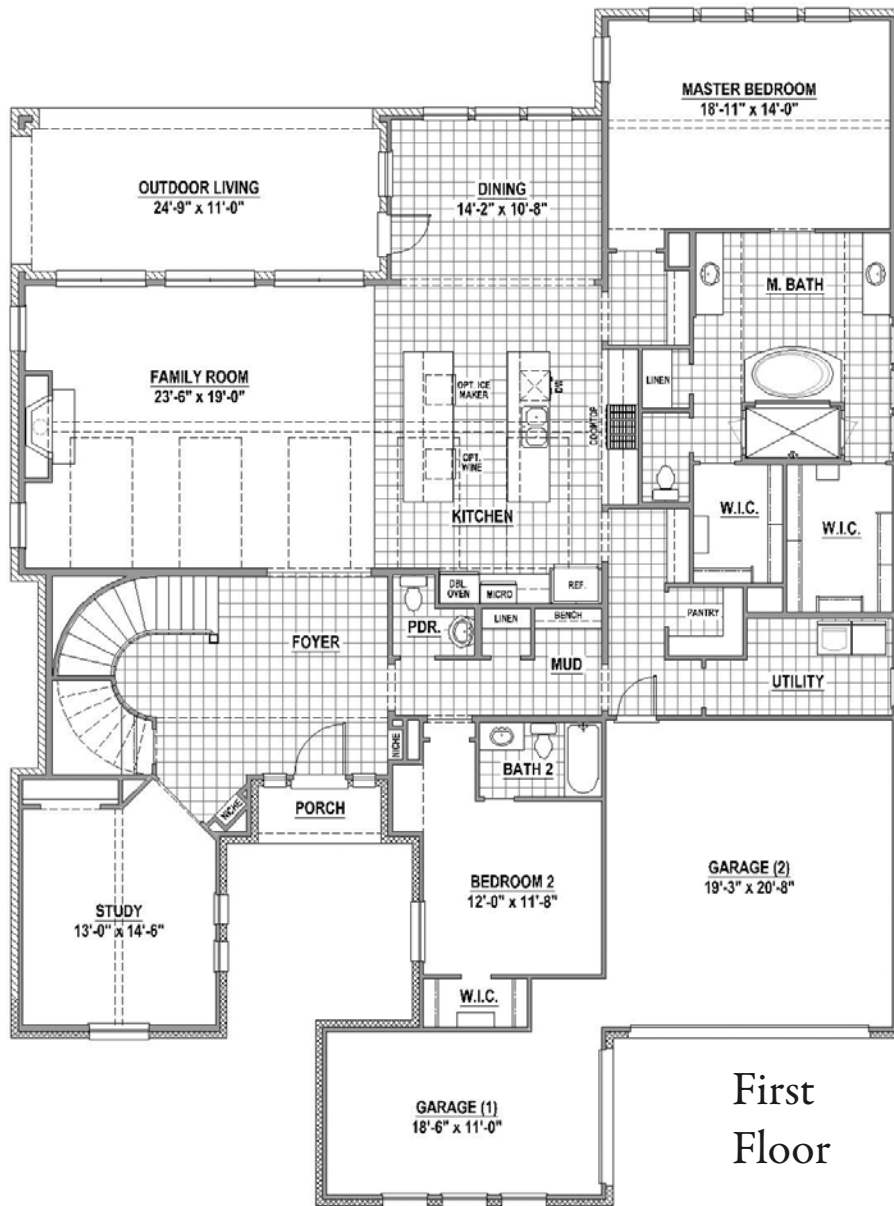 MASTER BEDROOM
18'-11" x 14'-0"
OUTDOOR LIVING
24'-9" x 11'-0"
DINING
14'-2" x 10'-8"
M. BATH
FAMILY ROOM
23'-6" x 19'-0"
OPT. ICE
MAKER
DW
LINEN
COOKTOP
OPT.
WINE
KITCHEN
W.I.C.
W.I.C.
DBL.
OVEN
MICRO
REF.
PANTRY
PDR.
LINEN
BENCH
FOYER
MUD
UTILITY
NICHE
BATH 2
NICHE
PORCH
STUDY
13'-0" x 14'-6"
BEDROOM 2
12'-0" x 11'-8"
GARAGE (2)
19'-3" x 20'-8"
W.I.C.
GARAGE (1)
18'-6" x 11'-0"
First
Floor